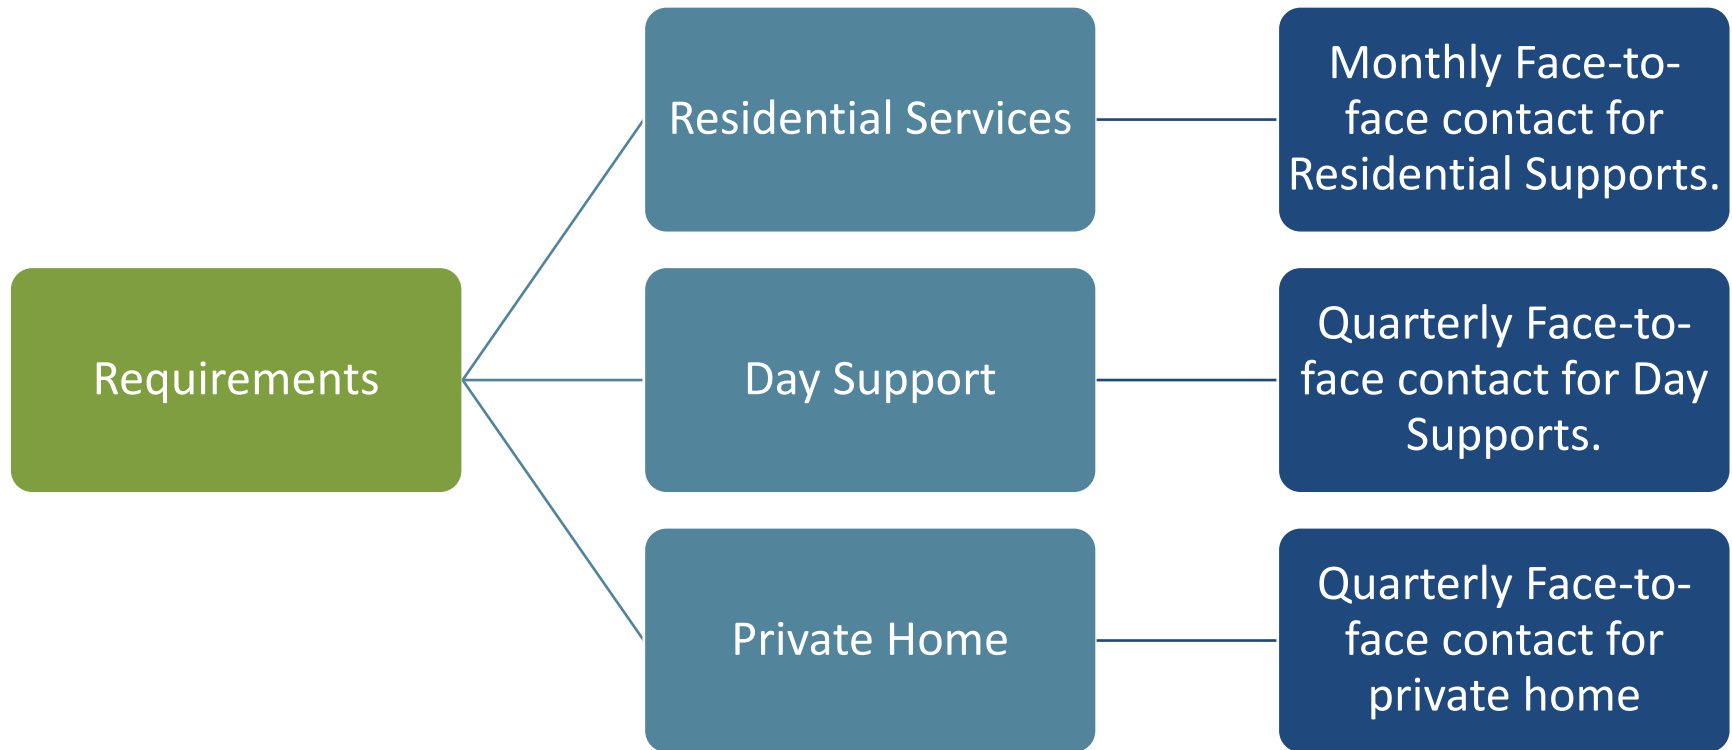 Requirements
Residential Services
Monthly Face-to-
face contact for
Residential Supports.
Day Support
Quarterly Face-to-
face contact for Day
Supports.
Private Home
Quarterly Face-to-
face contact for
private home